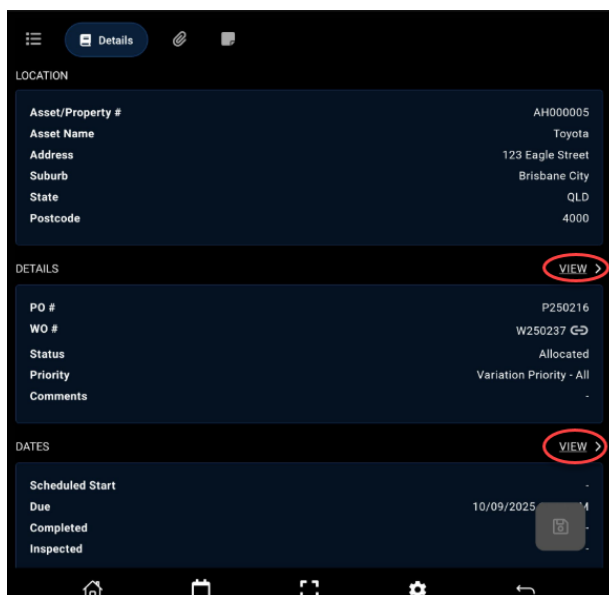 Details
LOCATION
Asset/Property # AH000005
Asset Name Toyota
Address 123 Eagle Street
Suburb Brisbane City
State QLD
Postcode 4000
DETAILS VIEW
PO # P250216
WO # W250237
Status Allocated
Priority Variation Priority - All
Comments -
DATES VIEW
Scheduled Start -
Due 10/09/2025
Completed -
Inspected -